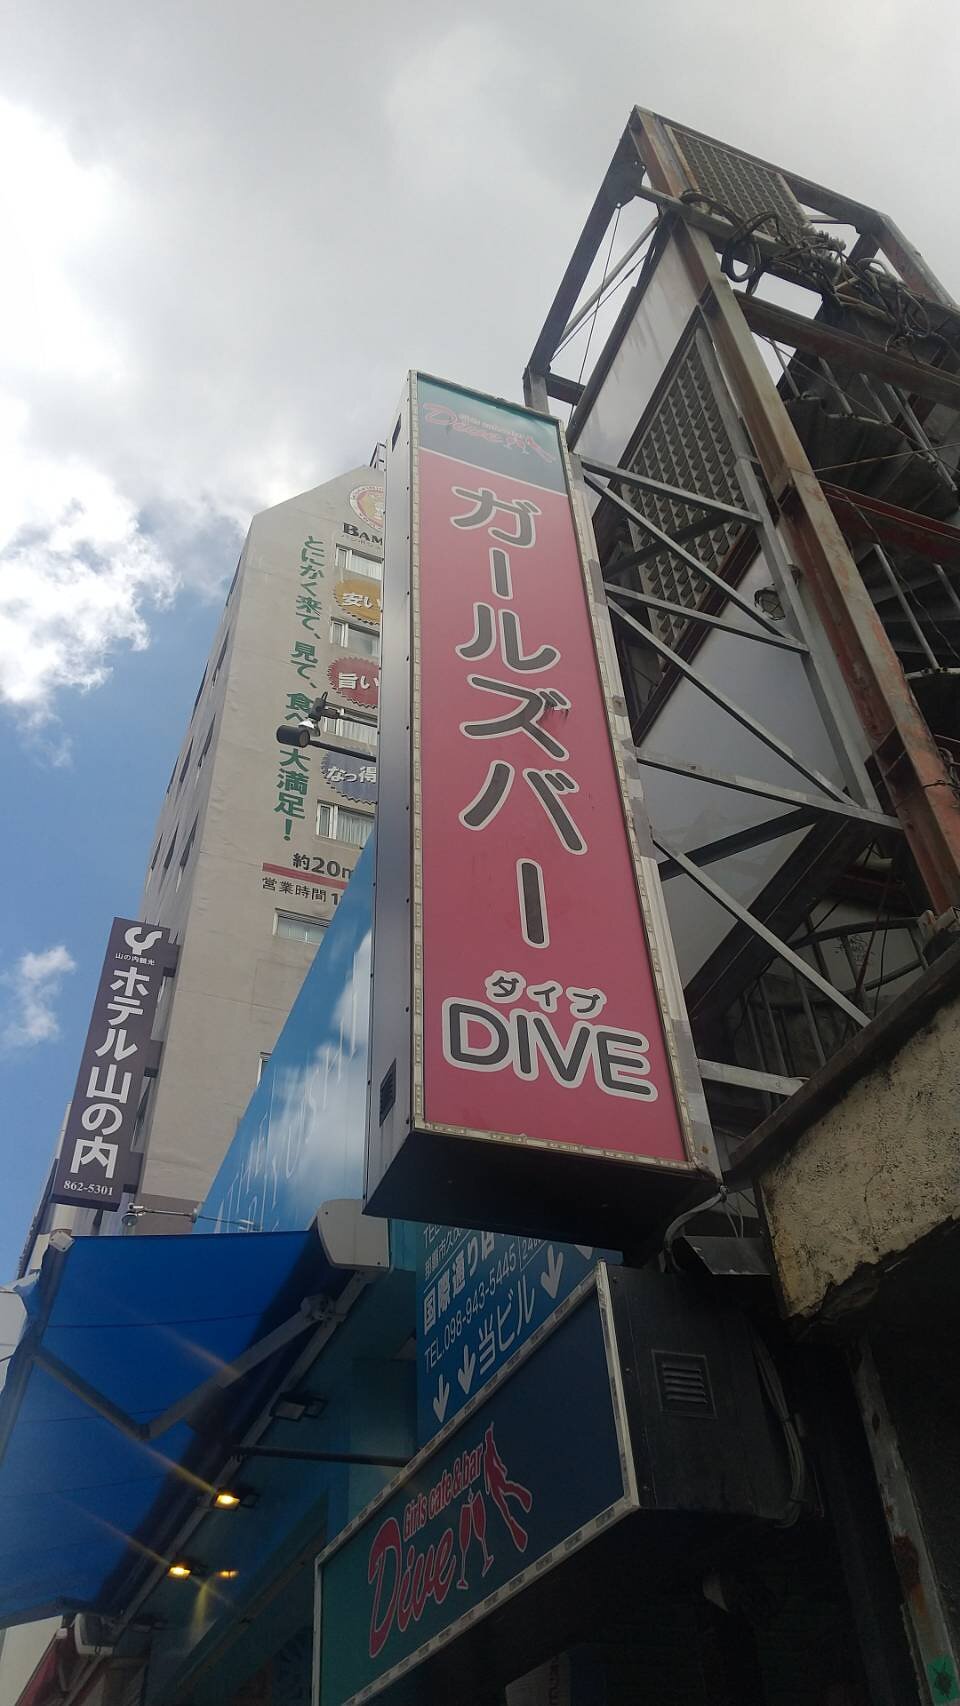 Dive
ガールズバー
ダイブ
DIVE
とにかく来て、見て、食べ
大満足!
安い
旨い
なっ得
約20m
営業時間
山の内観光
ホテル山の内
862-5301
国際通り
TEL.098-943-5445
当ビル
Girls cafe&bar
Dive